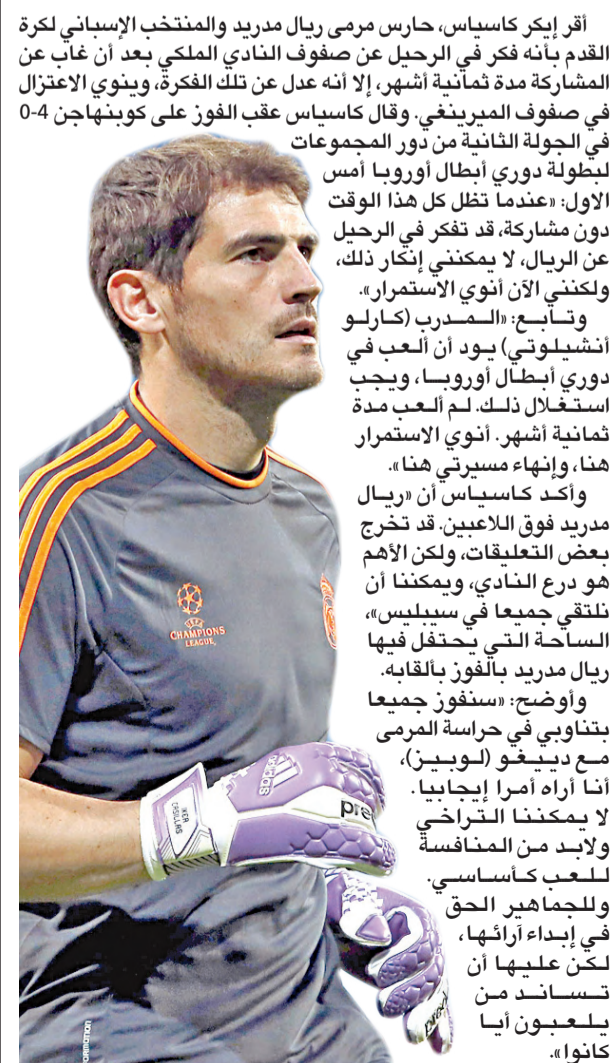 أقر إيكر كاسياس، حارس مرمى ريال مدريد والمنتخب الإسباني لكرة
القدم بأنه فكر في الرحيل عن صفوف النادي الملكي بعد أن غاب عن
المشاركة مدة ثمانية أشهر، إلا أنه عدل عن تلك الفكرة، وينوي الاعتزال
في صفوف الميرينغي. وقال كاسياس عقب الفوز على كوبنهاجن 4-0
في الجولة الثانية من دور المجموعات
لبطولة دوري أبطال أوروبا أمس
الاول: «عندما تظل كل هذا الوقت
دون مشاركة، قد تفكر في الرحيل
عن الريال، لا يمكنني إنكار ذلك،
ولكنني الآن أنوي الاستمرار».
وتابع: «المدرب (كارلو
أنشيلوتي) يود أن ألعب في
دوري أبطال أوروبا، ويجب
استغلال ذلك. لم ألعب مدة
ثمانية أشهر. أنوي الاستمرار
هنا، وإنهاء مسيرتي هنا».
وأكد كاسياس أن «ريال
مدريد فوق اللاعبين. قد تخرج
بعض التعليقات، ولكن الأهم
هو درع النادي، ويمكننا أن
نلتقي جميعا في سيبليس»،
الساحة التي يحتفل فيها
ريال مدريد بالفوز بألقابه.
وأوضح: «سنفوز جميعا
بتناوبي في حراسة المرمى
مع دييغو (لوبيز)،
أنا أراه أمرا إيجابيا.
لا يمكننا التراخي
ولابد من المنافسة
للعب كأساسي.
وللجماهير الحق
في إبداء آرائها،
لكن عليها أن
تساند من
يلعبون أيا
كانوا».
UEFA
CHAMPIONS
LEAGUE
adidas
IKER
CASILLAS
pred